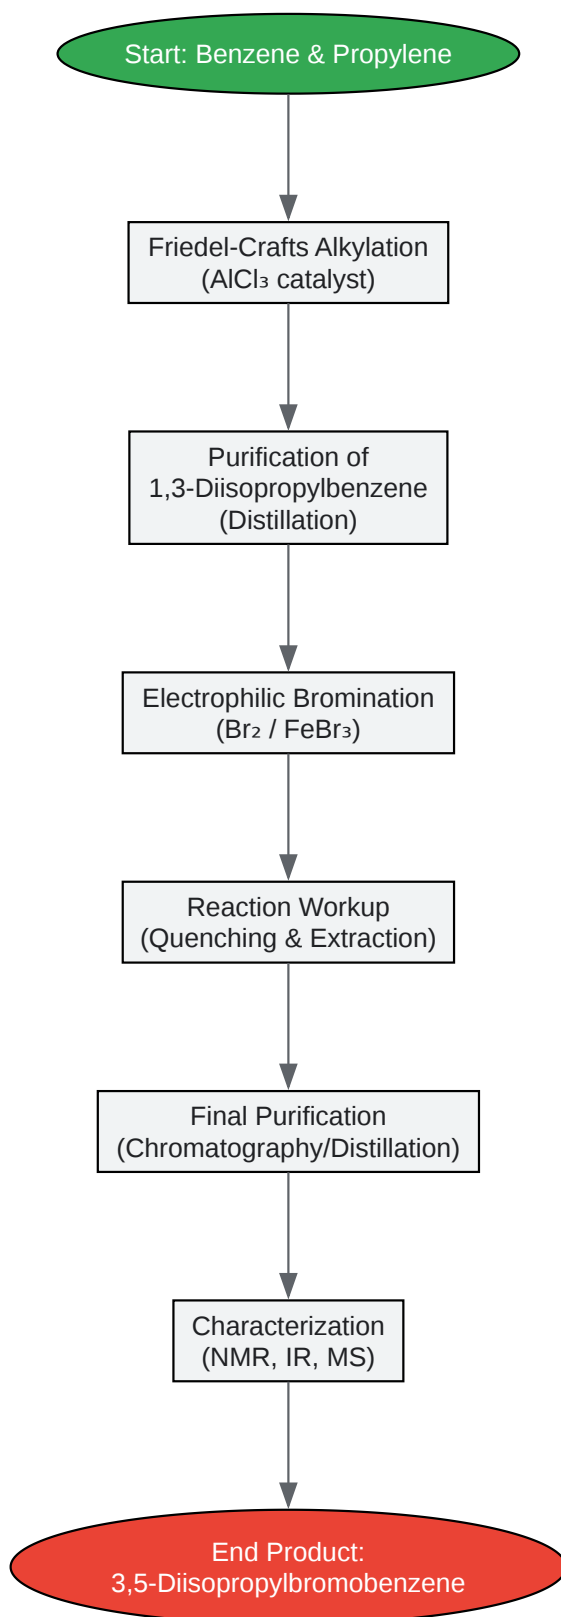 Start: Benzene & Propylene
Friedel-Crafts Alkylation
(AlCl₃ catalyst)
Purification of
1,3-Diisopropylbenzene
(Distillation)
Electrophilic Bromination
(Br₂ / FeBr₃)
Reaction Workup
(Quenching & Extraction)
Final Purification
(Chromatography/Distillation)
Characterization
(NMR, IR, MS)
End Product:
3,5-Diisopropylbromobenzene